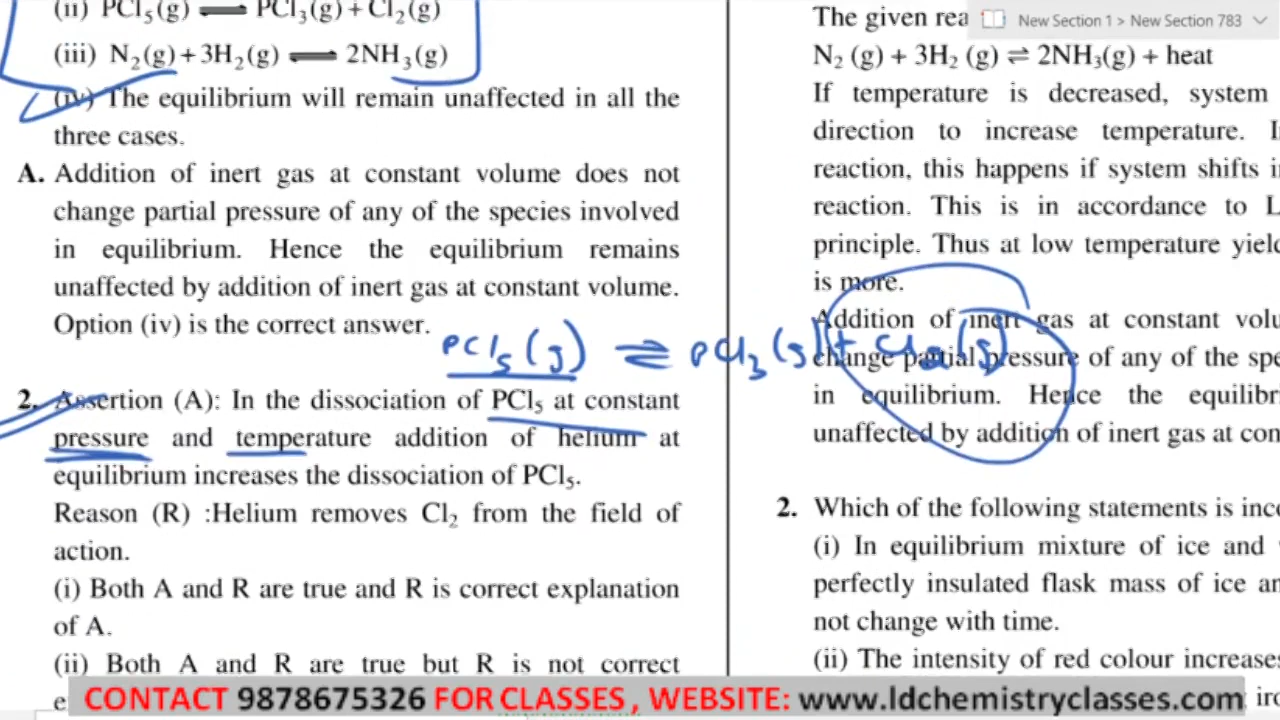 (ii) PCl₅(g) ⇌ PCl₃(g) + Cl₂(g)
(iii) N₂(g) + 3H₂(g) ⇌ 2NH₃(g)
(iv) The equilibrium will remain unaffected in all the
three cases.
A. Addition of inert gas at constant volume does not
change partial pressure of any of the species involved
in equilibrium. Hence the equilibrium remains
unaffected by addition of inert gas at constant volume.
Option (iv) is the correct answer.
PCl₅(g) ⇌ PCl₃(g) + Cl₂(g)
2. Assertion (A): In the dissociation of PCl₅ at constant
pressure and temperature addition of helium at
equilibrium increases the dissociation of PCl₅.
Reason (R) :Helium removes Cl₂ from the field of
action.
(i) Both A and R are true and R is correct explanation
of A.
(ii) Both A and R are true but R is not correct
The given rea
New Section 1 > New Section 783
N₂ (g) + 3H₂ (g) ⇌ 2NH₃(g) + heat
If temperature is decreased, system
direction to increase temperature. I
reaction, this happens if system shifts i
reaction. This is in accordance to L
principle. Thus at low temperature yiel
is more.
Addition of inert gas at constant volu
change partial pressure of any of the spe
in equilibrium. Hence the equilibr
unaffected by addition of inert gas at con
2. Which of the following statements is inc
(i) In equilibrium mixture of ice and
perfectly insulated flask mass of ice a
not change with time.
(ii) The intensity of red colour increase
CONTACT 9878675326 FOR CLASSES , WEBSITE: www.ldchemistryclasses.com